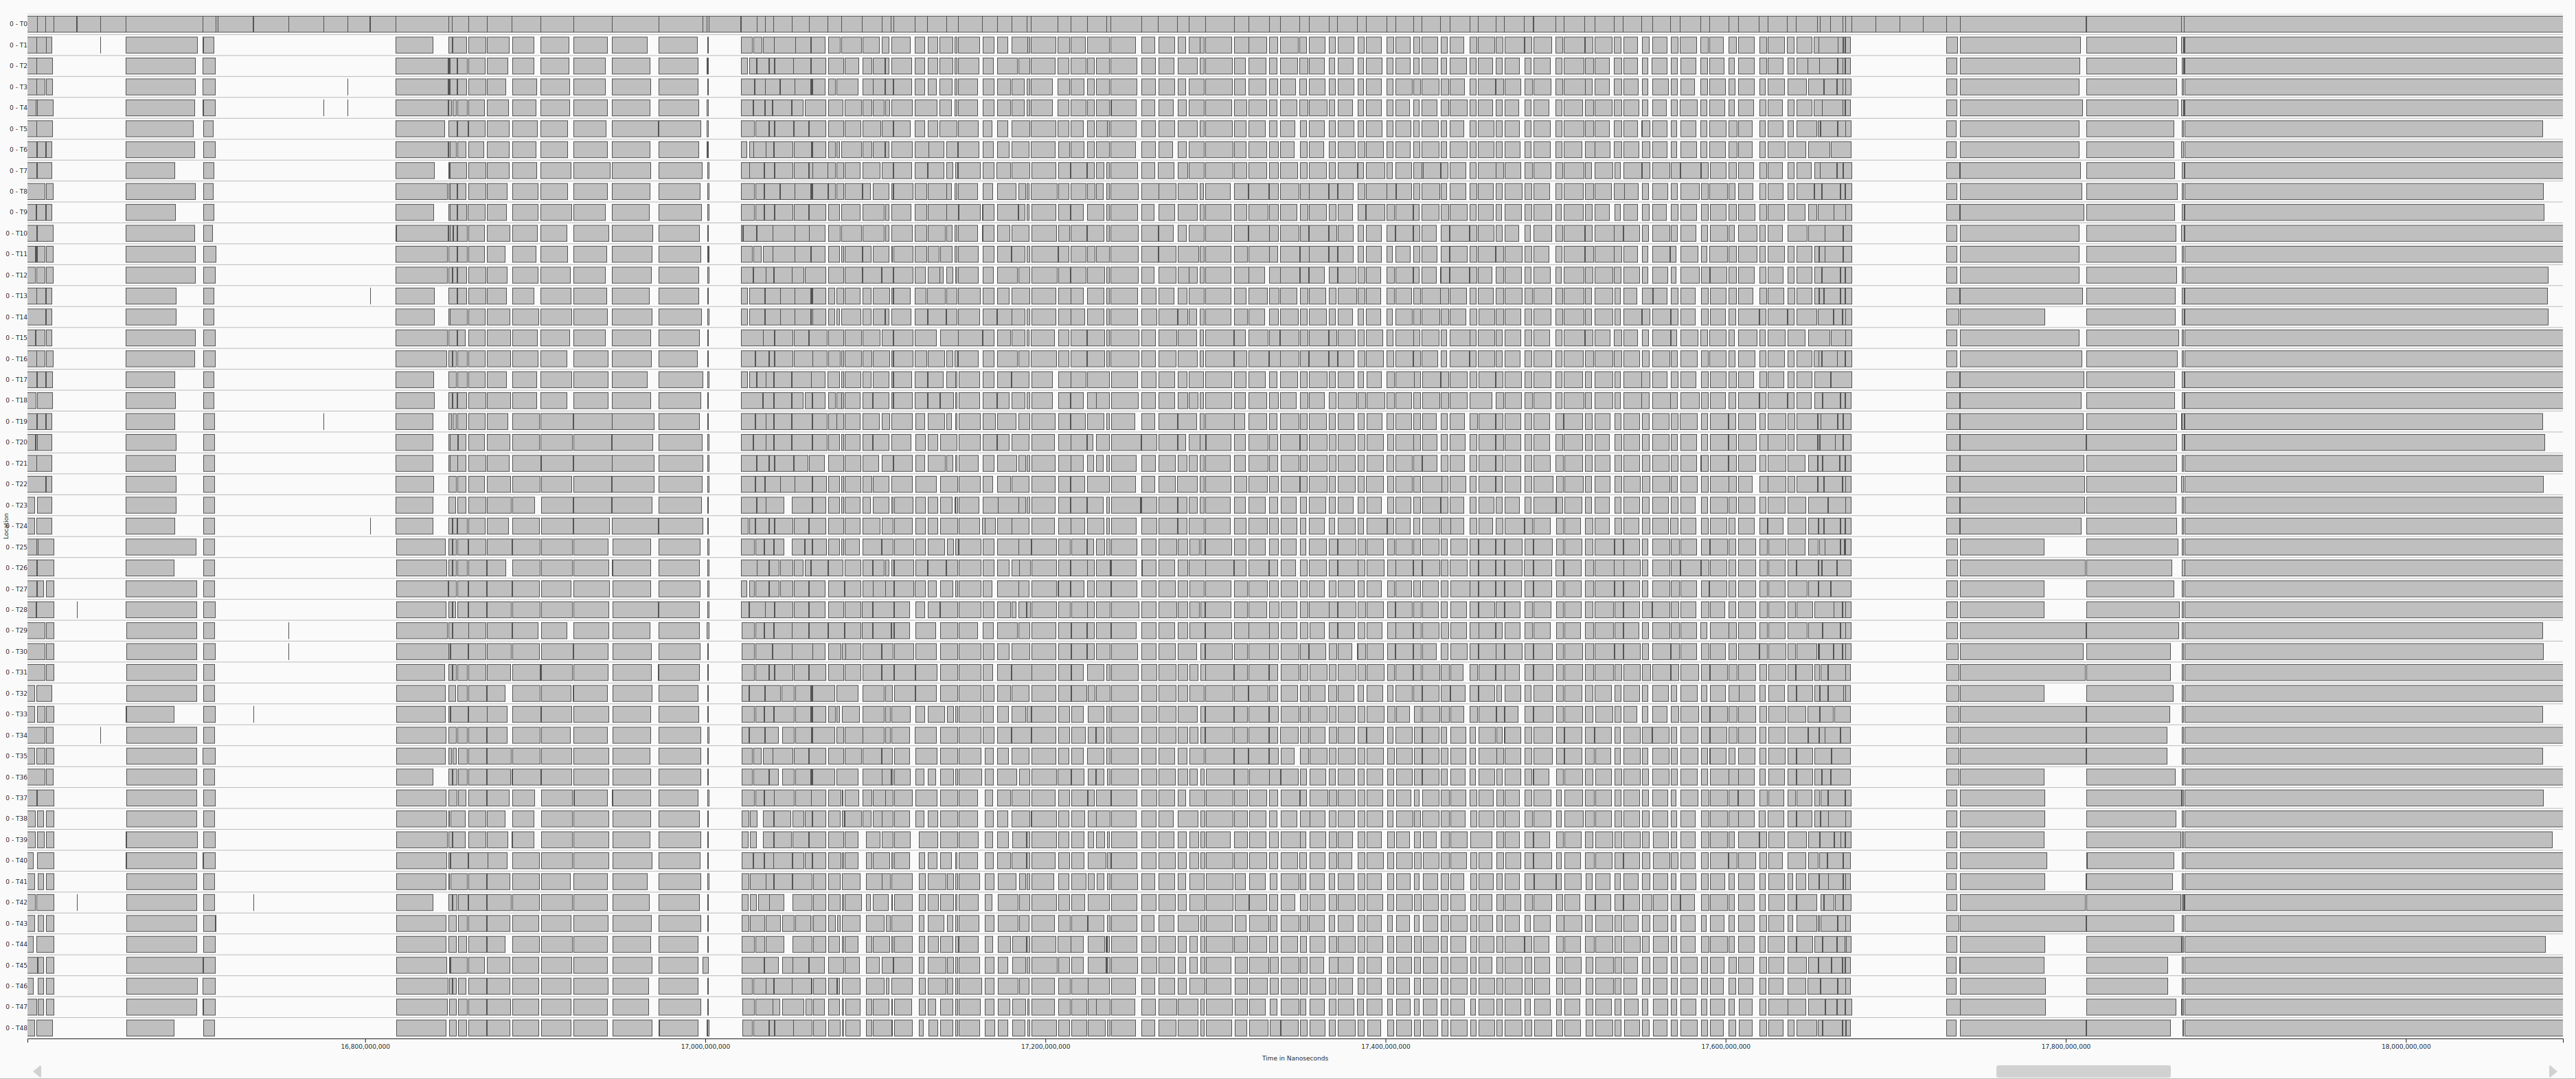 0 - T0
0 - T1
0 - T2
0 - T3
0 - T4
0 - T5
0 - T6
0 - T7
0 - T8
0 - T9
0 - T10
0 - T11
0 - T12
0 - T13
0 - T14
0 - T15
0 - T16
0 - T17
0 - T18
0 - T19
0 - T20
0 - T21
0 - T22
0 - T23
0 - T24
Location
0 - T25
0 - T26
0 - T27
0 - T28
0 - T29
0 - T30
0 - T31
0 - T32
0 - T33
0 - T34
0 - T35
0 - T36
0 - T37
0 - T38
0 - T39
0 - T40
0 - T41
0 - T42
0 - T43
0 - T44
0 - T45
0 - T46
0 - T47
0 - T48
16,800,000,000 17,000,000,000 17,200,000,000 17,400,000,000 17,600,000,000 17,800,000,000 18,000,000,000
Time in Nanoseconds